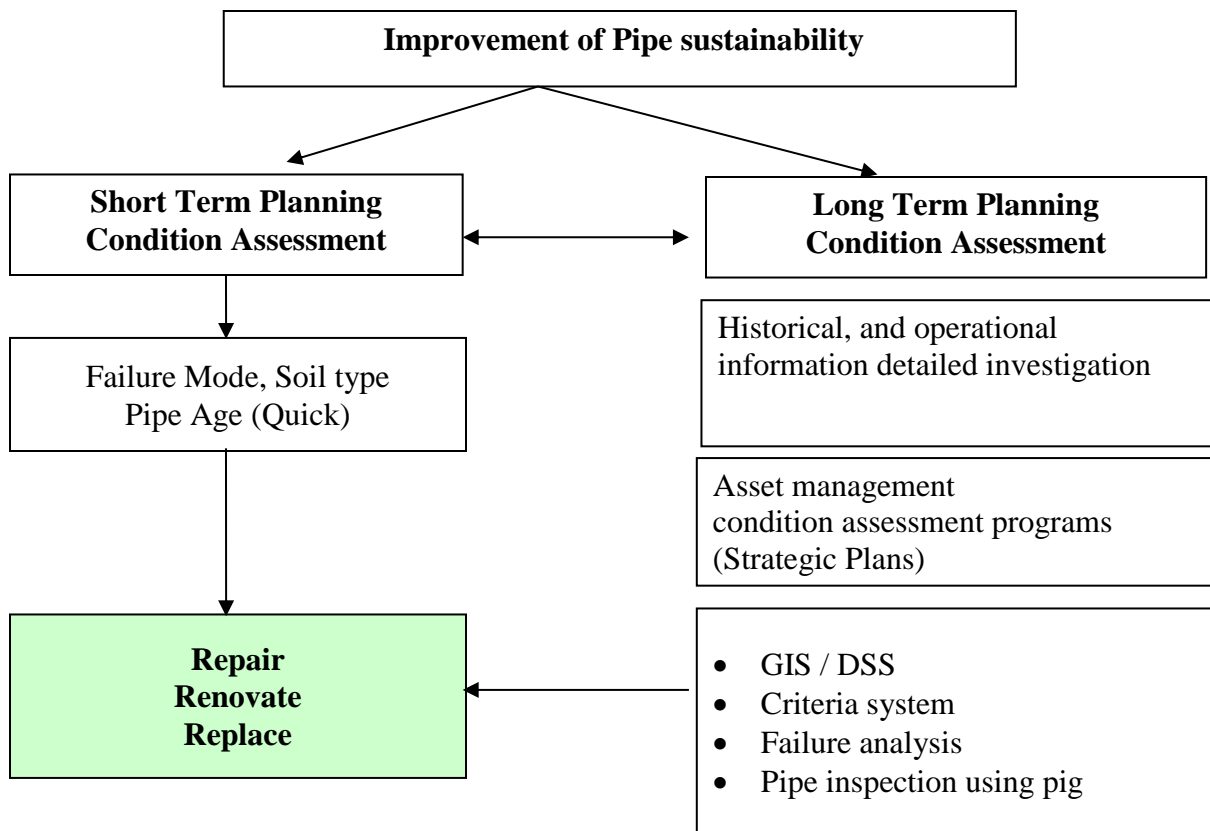 Improvement of Pipe sustainability
Short Term Planning
Condition Assessment
Long Term Planning
Condition Assessment
Failure Mode, Soil type
Pipe Age (Quick)
Historical, and operational
information detailed investigation
Asset management
condition assessment programs
(Strategic Plans)
Repair
Renovate
Replace
• GIS / DSS
• Criteria system
• Failure analysis
• Pipe inspection using pig